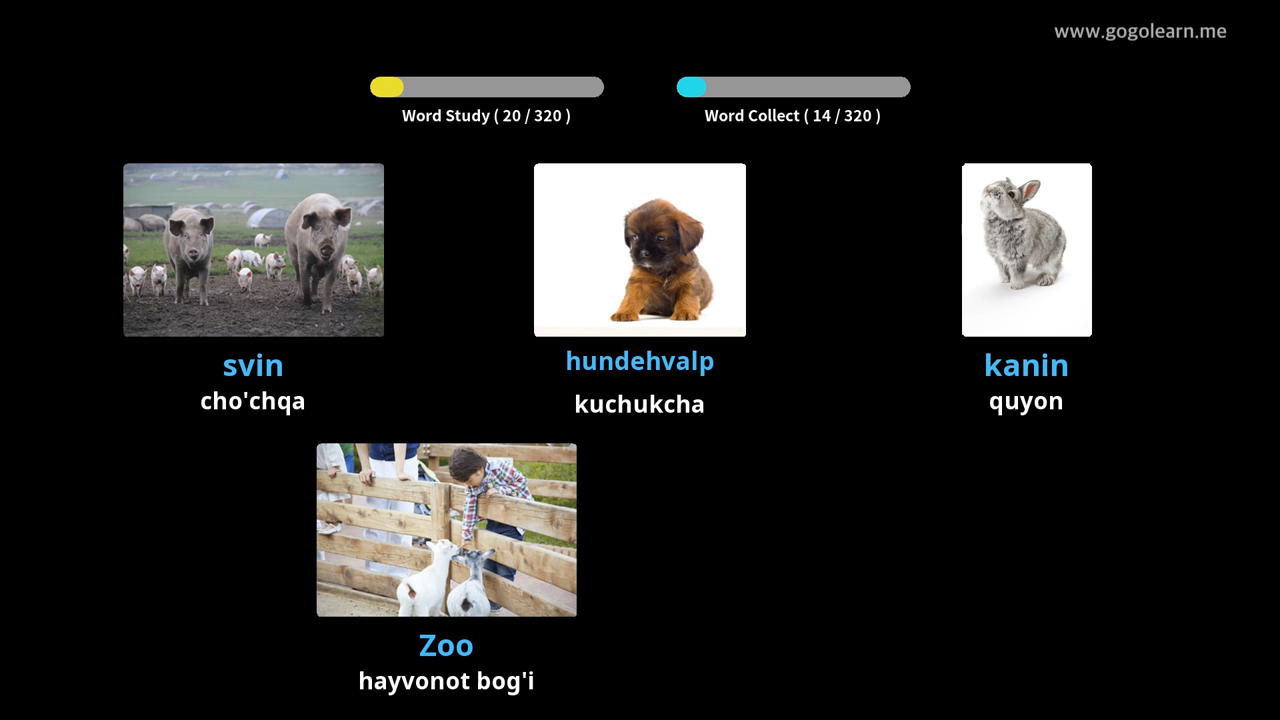 www.gogolearn.me
Word Study ( 20 / 320 )
Word Collect ( 14 / 320 )
svin
cho'chqa
hundehvalp
kuchukcha
kanin
quyon
Zoo
hayvonot bog'i